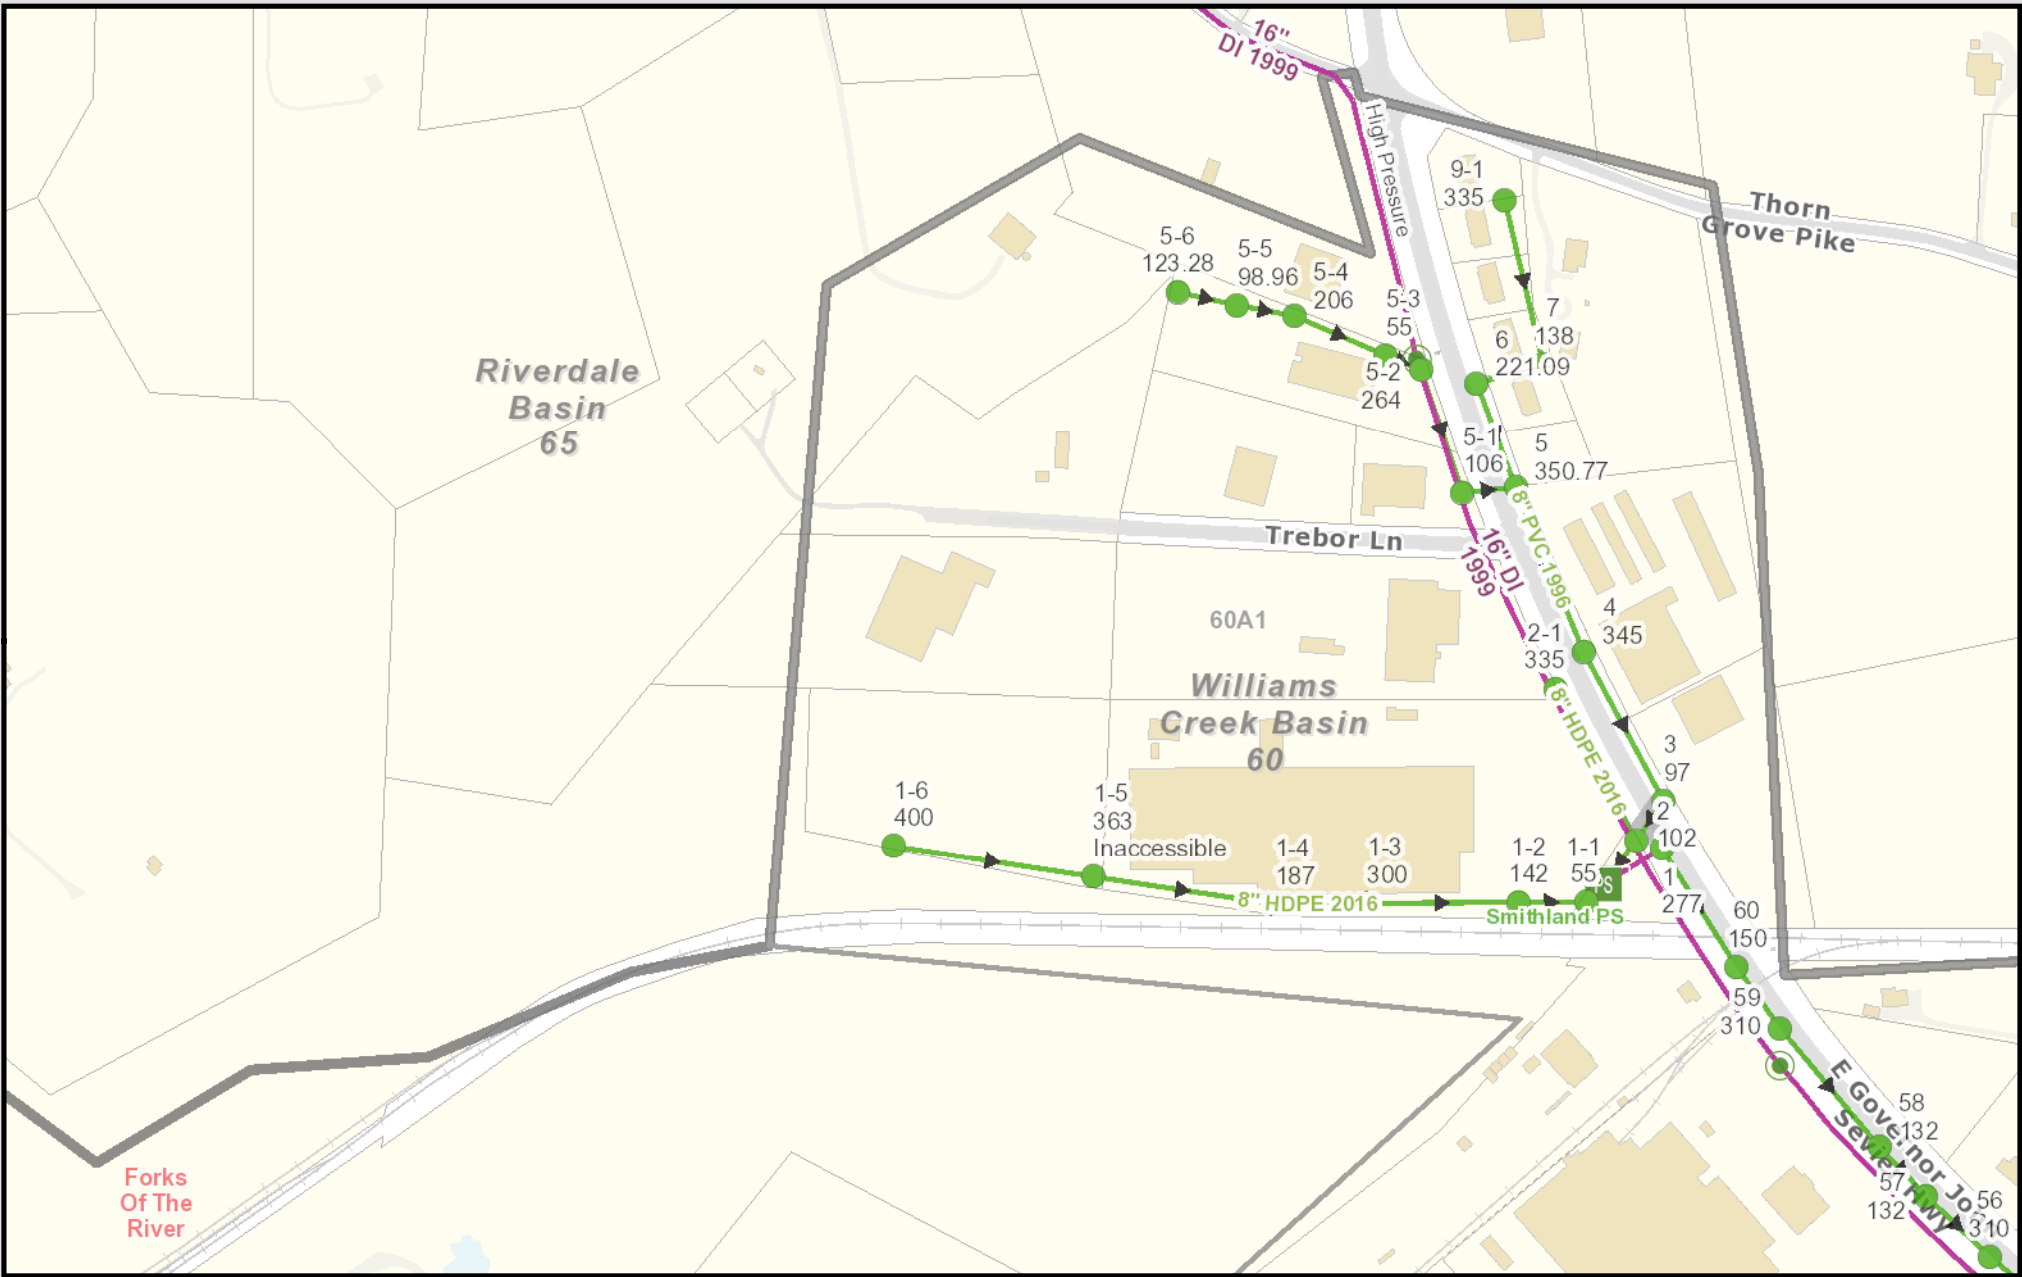 16"
DI 1999
High Pressure
9-1
335
Thorn
Grove Pike
5-6
123.28
5-5
98.96
5-4
206
5-3
55
7
138
6
221.09
5-2
264
Riverdale
Basin
65
5-1
106
5
350.77
8" PVC 1996
Trebor Ln
16" DI
1999
60A1
4
345
2-1
335
Williams
Creek Basin
60
8" HDPE 2016
3
97
1-6
400
1-5
363
Inaccessible
1-4
187
1-3
300
1-2
142
1-1
55
PS
2
102
1
277
8" HDPE 2016
Smithland PS
60
150
59
310
E Governor Jo
Sevier Hwy
58
132
57
132
56
310
Forks
Of The
River